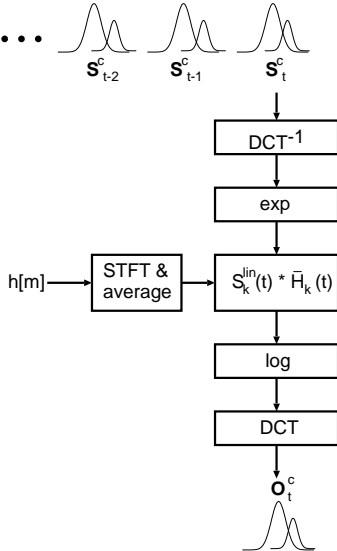 S^c_{t-2} S^c_{t-1} S^c_t
DCT^{-1}
exp
h[m]
STFT &
average
S^{lin}_k(t) * H̄_k(t)
log
DCT
O^c_t